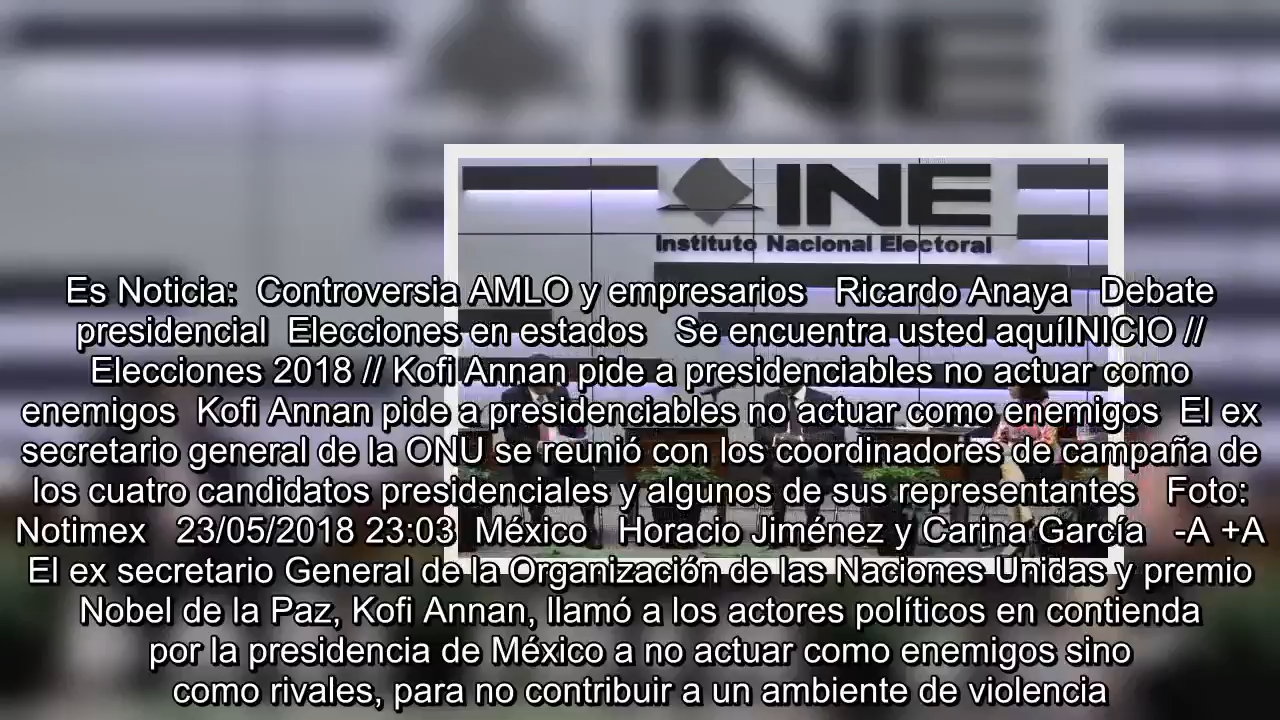 INE
INE
Instituto Nacional Electoral
Es Noticia: Controversia AMLO y empresarios Ricardo Anaya Debate
presidencial Elecciones en estados Se encuentra usted aquíINICIO //
Elecciones 2018 // Kofi Annan pide a presidenciables no actuar como
enemigos Kofi Annan pide a presidenciables no actuar como enemigos El ex
secretario general de la ONU se reunió con los coordinadores de campaña de
los cuatro candidatos presidenciales y algunos de sus representantes Foto:
Notimex 23/05/2018 23:03 México Horacio Jiménez y Carina García -A +A
El ex secretario General de la Organización de las Naciones Unidas y premio
Nobel de la Paz, Kofi Annan, llamó a los actores políticos en contienda
por la presidencia de México a no actuar como enemigos sino
como rivales, para no contribuir a un ambiente de violencia